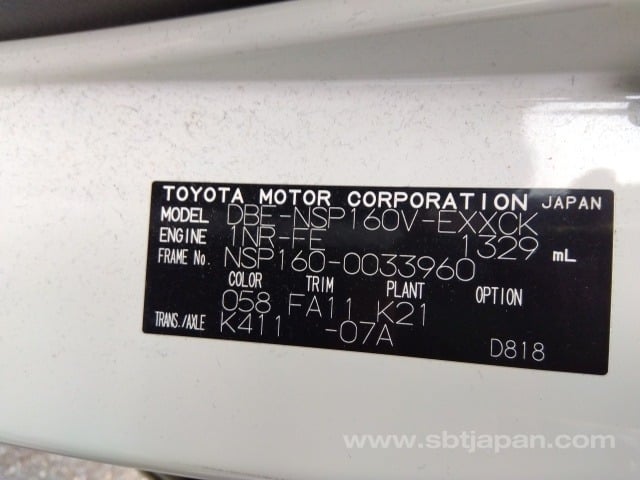 TOYOTA MOTOR CORPORATION JAPAN
MODEL DBE-NSP160V-EXXCK
ENGINE 1NR-FE 1329 mL
FRAME No. NSP160-0033960
COLOR TRIM PLANT OPTION
058 FA11 K21
TRANS./AXLE K411 -07A
D818
www.sbtjapan.com